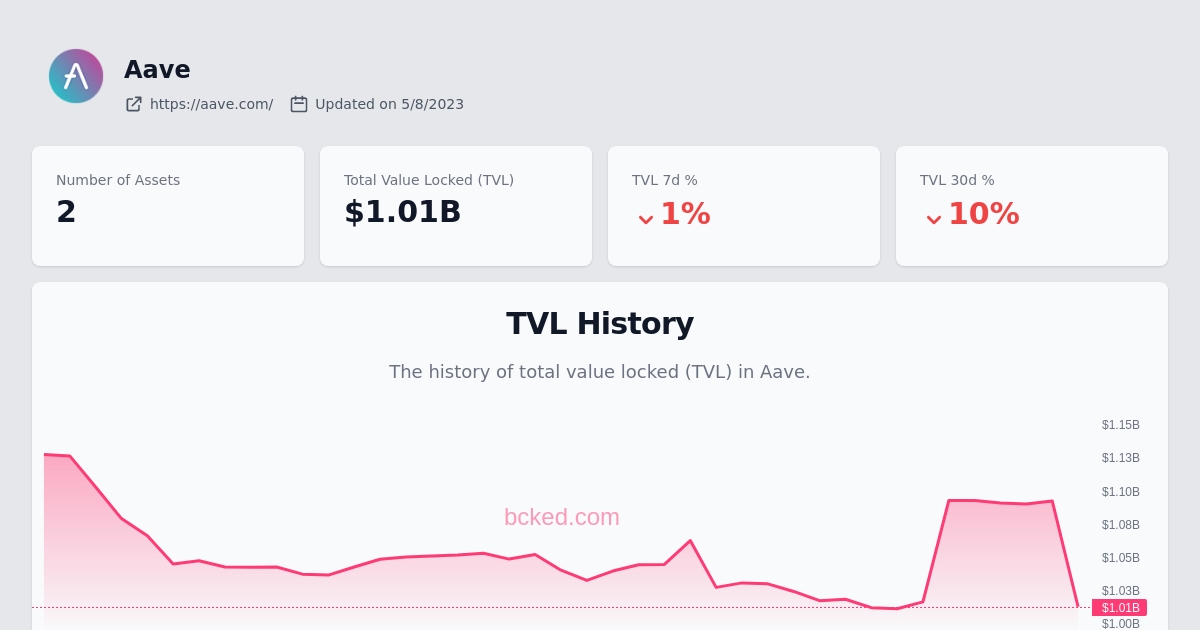 Aave
https://aave.com/ Updated on 5/8/2023
Number of Assets
2
Total Value Locked (TVL)
$1.01B
TVL 7d %
1%
TVL 30d %
10%
TVL History
The history of total value locked (TVL) in Aave.
bcked.com
$1.15B
$1.13B
$1.10B
$1.08B
$1.05B
$1.03B
$1.01B
$1.00B